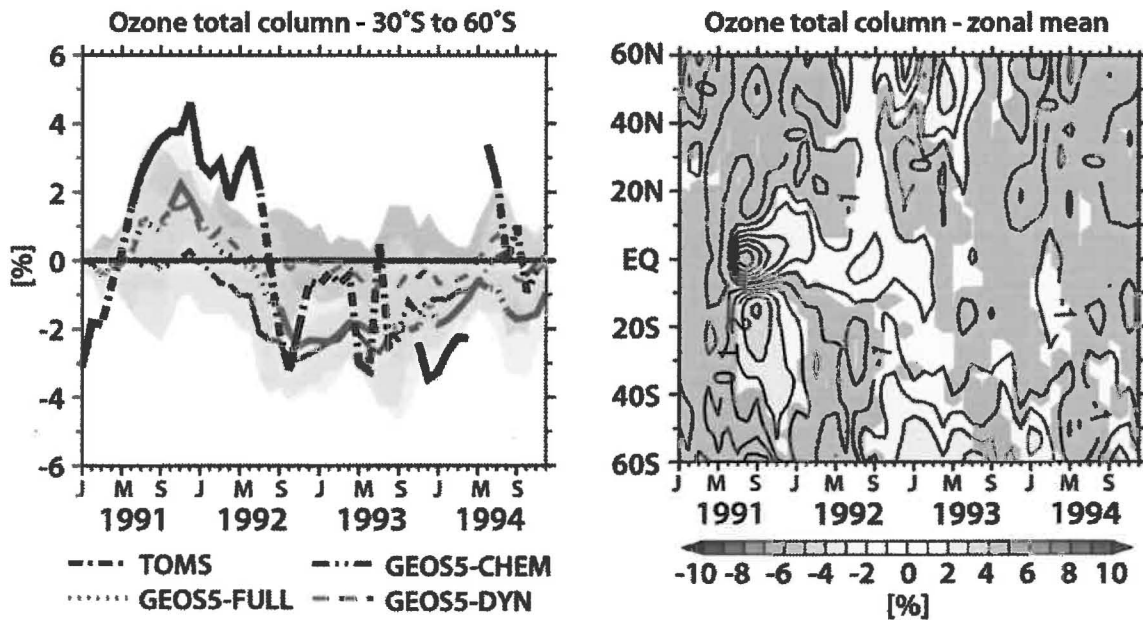 Ozone total column - 30°S to 60°S
6
4
2
0
-2
-4
-6
[%]
J M S J M S J M S J M S
1991 1992 1993 1994
TOMS
GEOS5-CHEM
GEOS5-FULL
GEOS5-DYN
Ozone total column - zonal mean
60N
40N
20N
EQ
20S
40S
60S
J M S J M S J M S J M S
1991 1992 1993 1994
-10 -8 -6 -4 -2 0 2 4 6 8 10
[%]